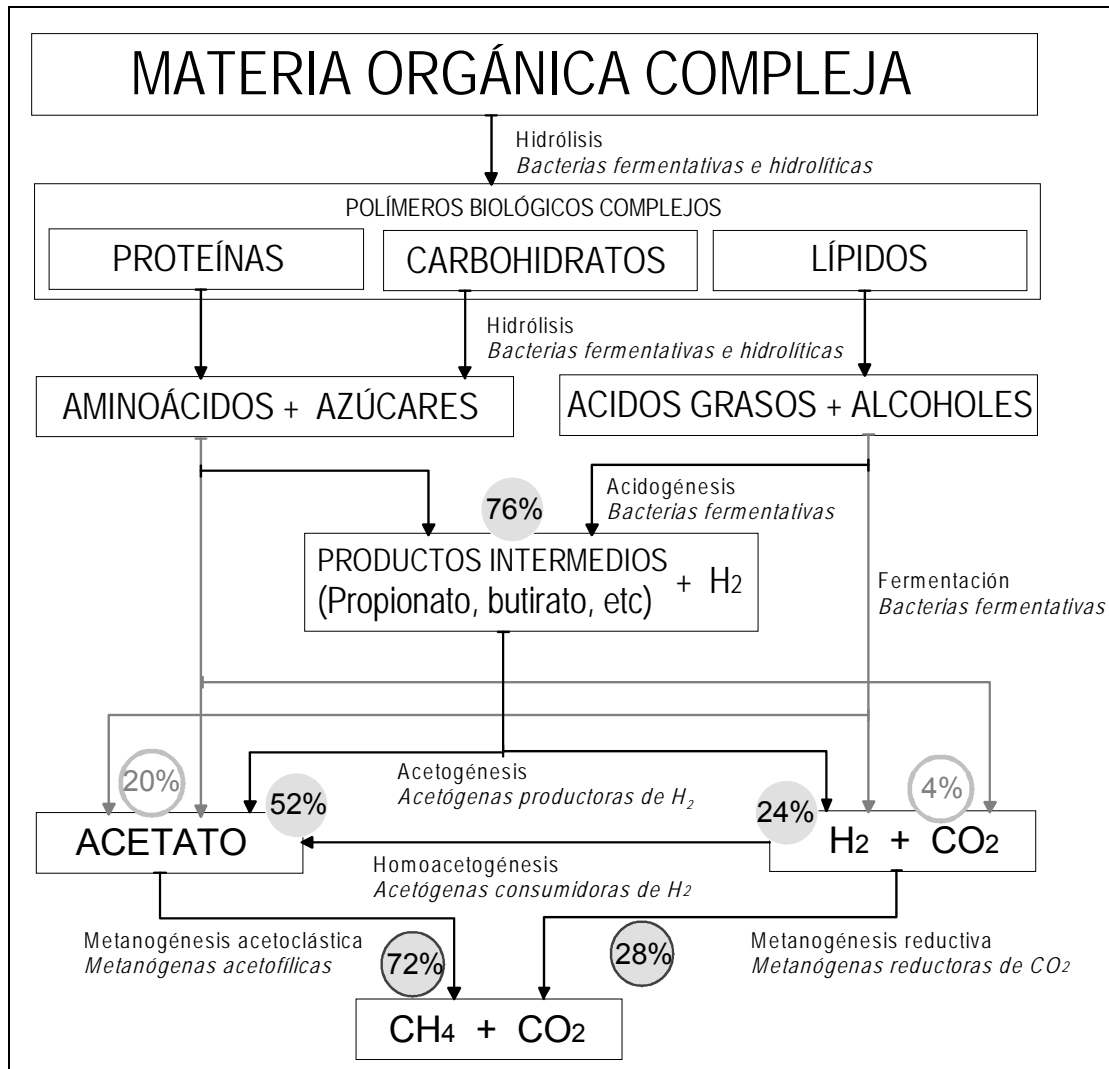 MATERIA ORGÁNICA COMPLEJA
Hidrólisis
Bacterias fermentativas e hidrolíticas
POLÍMEROS BIOLÓGICOS COMPLEJOS
PROTEÍNAS
CARBOHIDRATOS
LÍPIDOS
Hidrólisis
Bacterias fermentativas e hidrolíticas
AMINOÁCIDOS + AZÚCARES
ACIDOS GRASOS + ALCOHOLES
Acidogénesis
Bacterias fermentativas
76%
PRODUCTOS INTERMEDIOS
(Propionato, butirato, etc)
+ H2
Fermentación
Bacterias fermentativas
20%
52%
Acetogénesis
Acetógenas productoras de H2
24%
4%
ACETATO
H2 + CO2
Homoacetogénesis
Acetógenas consumidoras de H2
Metanogénesis acetoclástica
Metanógenas acetofílicas
72%
28%
Metanogénesis reductiva
Metanógenas reductoras de CO2
CH4 + CO2